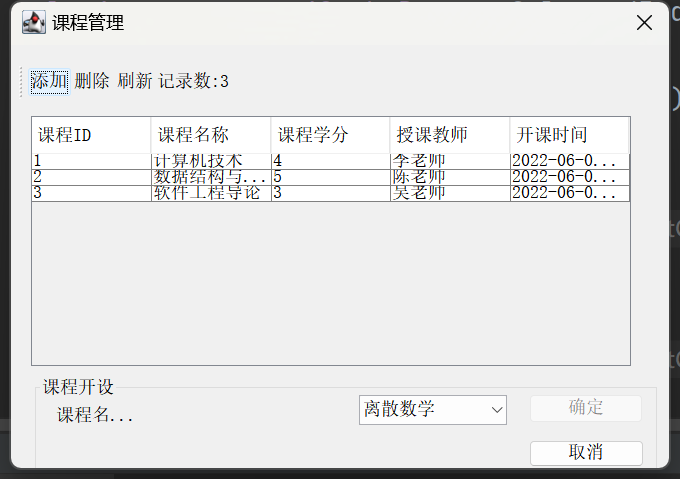 课程管理
添加 删除 刷新 记录数:3
课程ID 课程名称 课程学分 授课教师 开课时间
1 计算机技术 4 李老师 2022-06-0...
2 数据结构与... 5 陈老师 2022-06-0...
3 软件工程导论 3 吴老师 2022-06-0...
课程开设
课程名... 离散数学 确定
取消